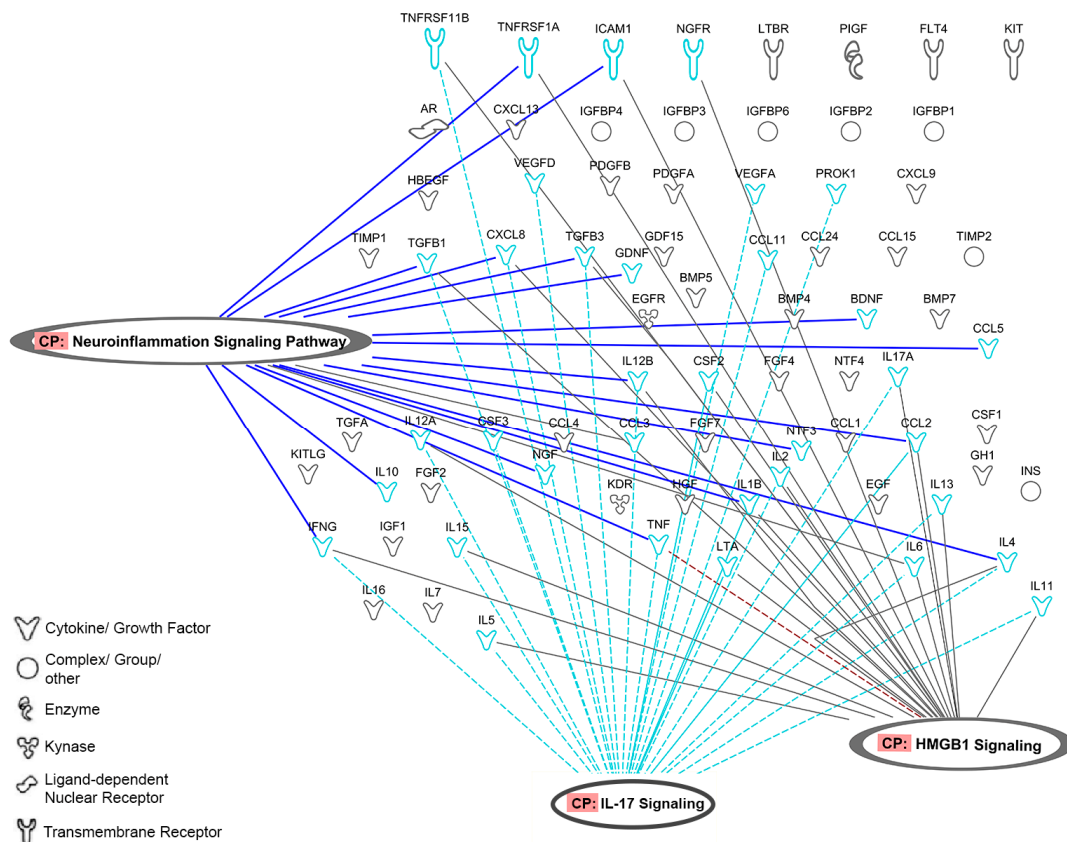 TNFRSF11B TNFRSF1A ICAM1 NGFR LTBR PIGF FLT4 KIT
AR CXCL13 IGFBP4 IGFBP3 IGFBP6 IGFBP2 IGFBP1
HBEGF VEGFD PDGFB PDGFA VEGFA PROK1 CXCL9
TIMP1 TGFB1 CXCL8 TGFB3 GDNF GDF15 CCL11 CCL24 CCL15 TIMP2
EGFR BMP5 BMP4 BDNF BMP7
CP: Neuroinflammation Signaling Pathway
CCL5
IL12B CSF2 FGF4 NTF4 IL17A
TGFA IL12A CSF3 CCL4 CCL3 FGF7 NTF3 CCL1 CCL2 CSF1
KITLG IL10 FGF2 NGF KDR HGF IL1B IL2 EGF IL13 GH1 INS
IFNG IGF1 IL15 TNF LTA IL6 IL4
IL16 IL7 IL5 IL11
Cytokine/ Growth Factor
Complex/ Group/
other
Enzyme
Kynase
Ligand-dependent
Nuclear Receptor
Transmembrane Receptor
CP: HMGB1 Signaling
CP: IL-17 Signaling